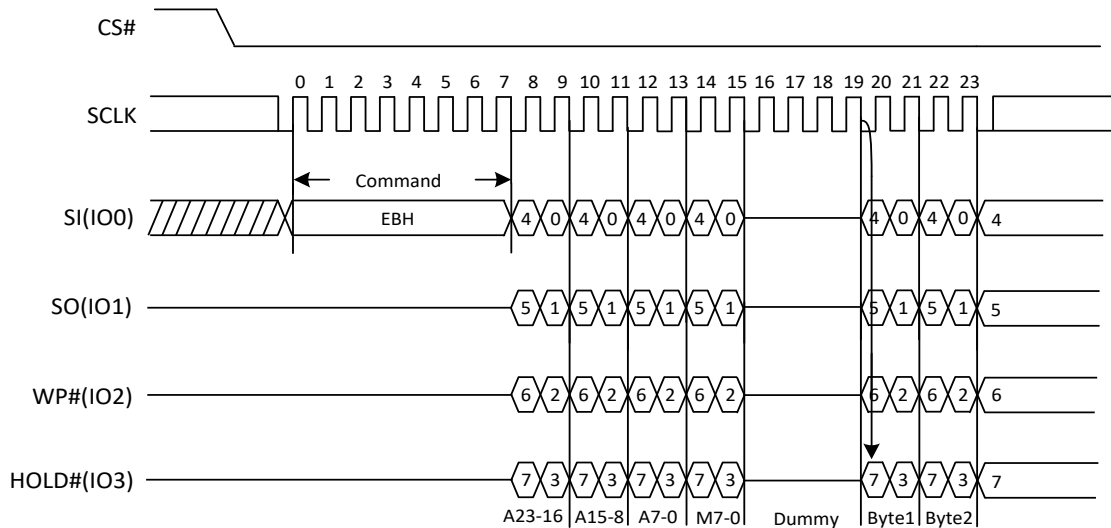 CS#
0 1 2 3 4 5 6 7 8 9 10 11 12 13 14 15 16 17 18 19 20 21 22 23
SCLK
Command
SI(IO0) EBH 4 0 4 0 4 0 4 0 4 0 4 0 4
SO(IO1) 5 1 5 1 5 1 5 1 5 1 5 1 5
WP#(IO2) 6 2 6 2 6 2 6 2 6 2 6 2 6
HOLD#(IO3) 7 3 7 3 7 3 7 3 7 3 7 3 7
A23-16 A15-8 A7-0 M7-0 Dummy Byte1 Byte2